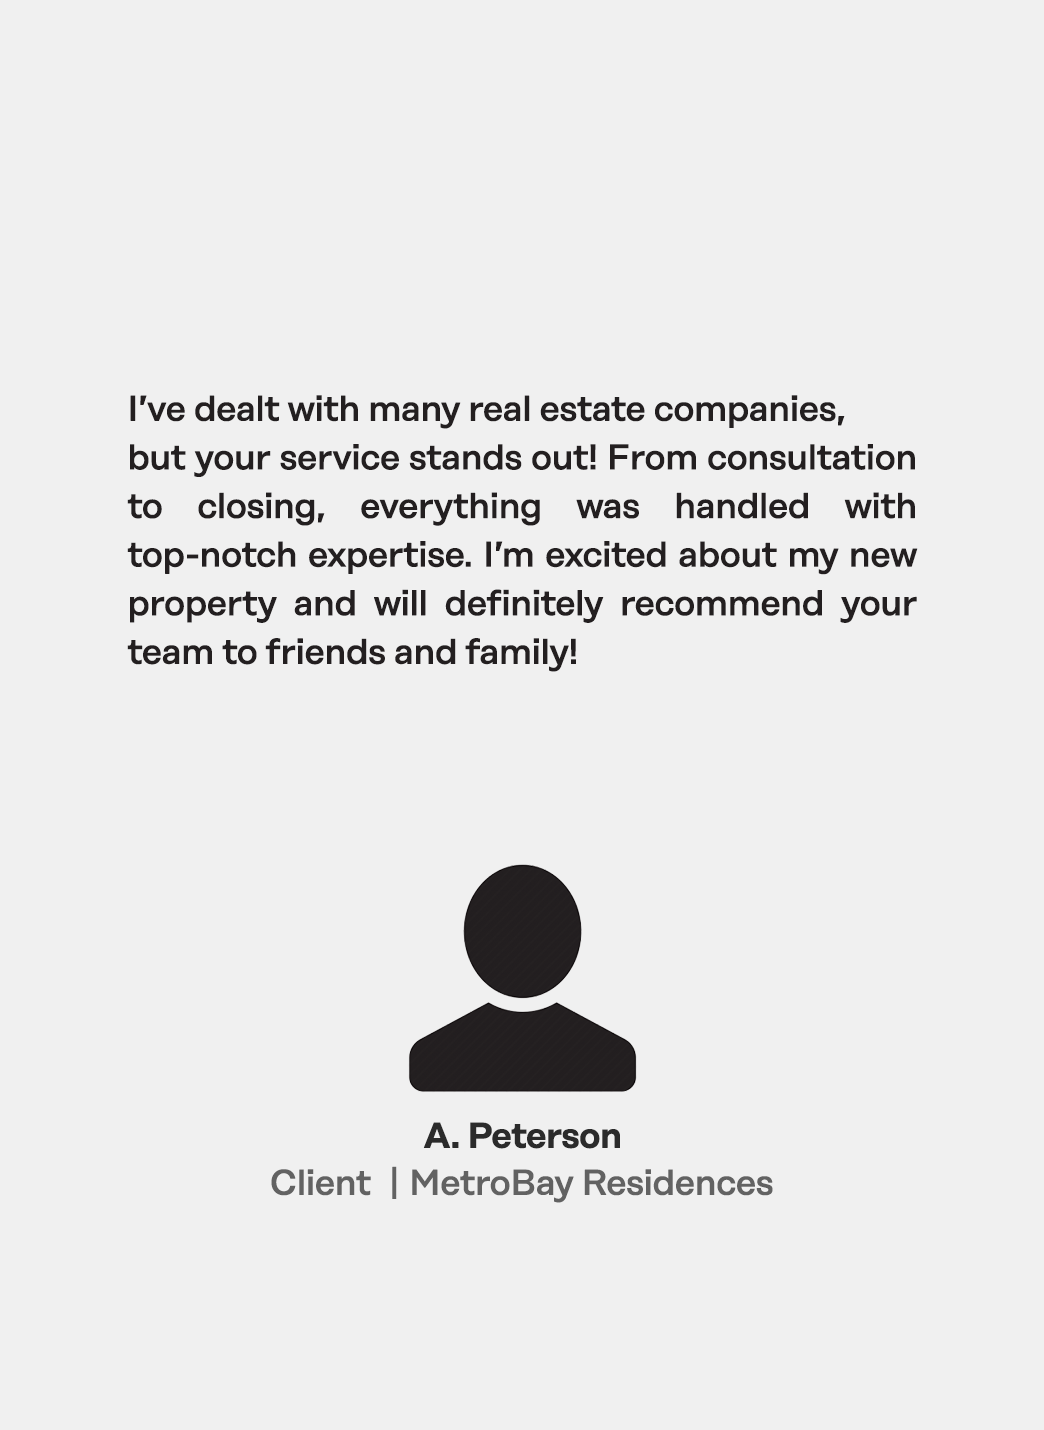 I’ve dealt with many real estate companies,
but your service stands out! From consultation
to closing, everything was handled with
top-notch expertise. I’m excited about my new
property and will definitely recommend your
team to friends and family!
A. Peterson
Client | MetroBay Residences